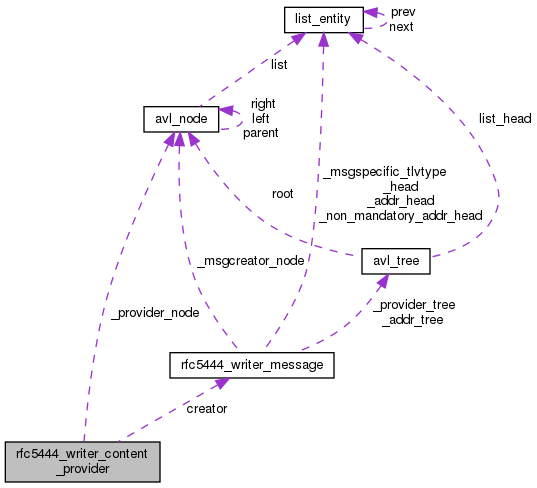 list_entity
prev
next
list
avl_node
right
left
parent
list_head
root
_msgspecific_tlvtype
_head
_addr_head
_non_mandatory_addr_head
avl_tree
_msgcreator_node
_provider_node
_provider_tree
_addr_tree
rfc5444_writer_message
creator
rfc5444_writer_content
_provider